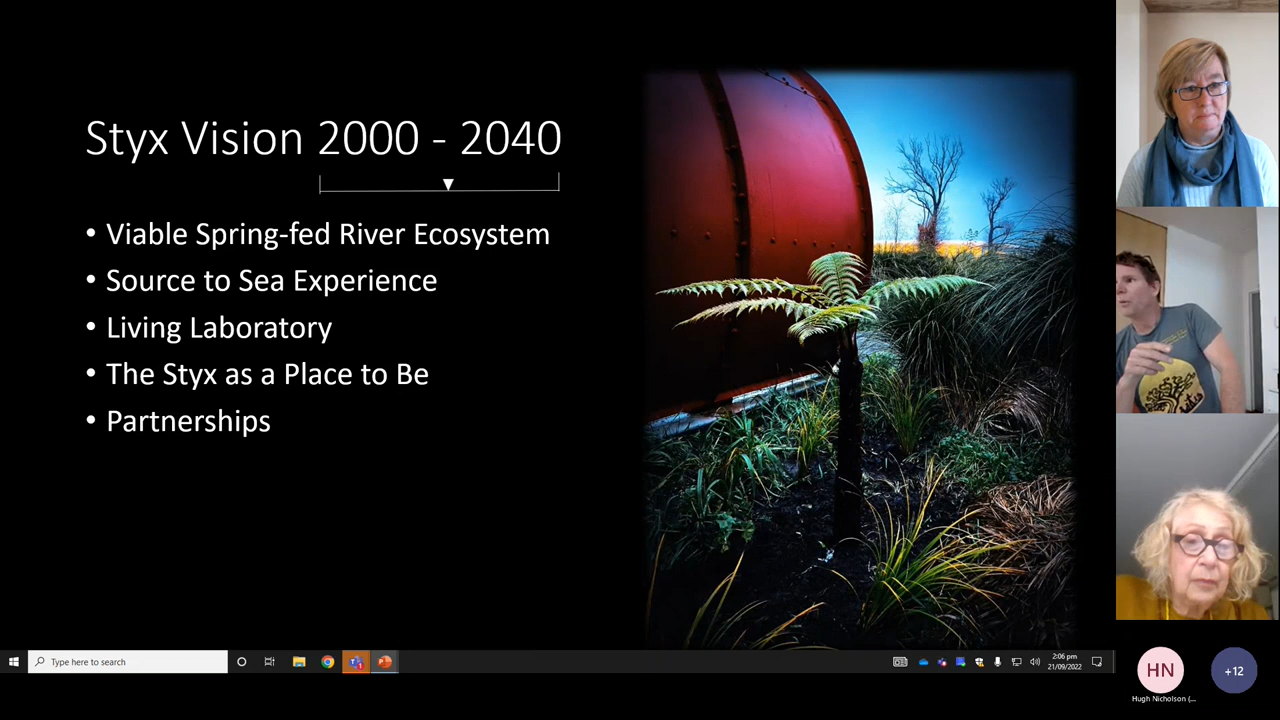 Styx Vision 2000 - 2040
• Viable Spring-fed River Ecosystem
• Source to Sea Experience
• Living Laboratory
• The Styx as a Place to Be
• Partnerships
Type here to search
2:06 pm
21/09/2022
HN
+12
Hugh Nicholson (...